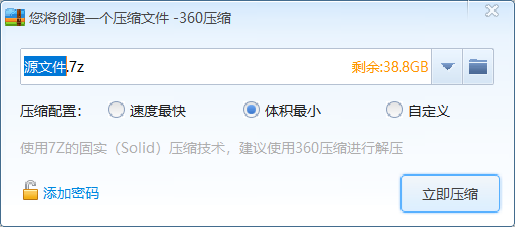 您将创建一个压缩文件 -360压缩
源文件.7z 剩余:38.8GB
压缩配置： 速度最快 体积最小 自定义
使用7Z的固实（Solid）压缩技术，建议使用360压缩进行解压
添加密码 立即压缩